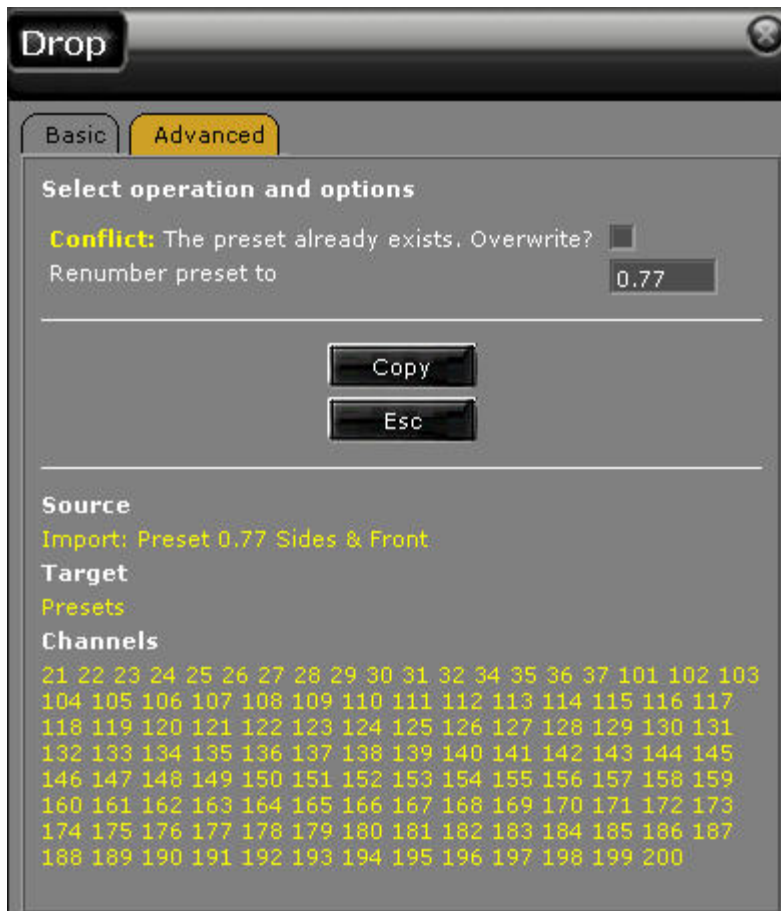 Drop
Basic Advanced
Select operation and options
Conflict: The preset already exists. Overwrite?
Renumber preset to 0.77
Copy
Esc
Source
Import: Preset 0.77 Sides & Front
Target
Presets
Channels
21 22 23 24 25 26 27 28 29 30 31 32 34 35 36 37 101 102 103
104 105 106 107 108 109 110 111 112 113 114 115 116 117
118 119 120 121 122 123 124 125 126 127 128 129 130 131
132 133 134 135 136 137 138 139 140 141 142 143 144 145
146 147 148 149 150 151 152 153 154 155 156 157 158 159
160 161 162 163 164 165 166 167 168 169 170 171 172 173
174 175 176 177 178 179 180 181 182 183 184 185 186 187
188 189 190 191 192 193 194 195 196 197 198 199 200